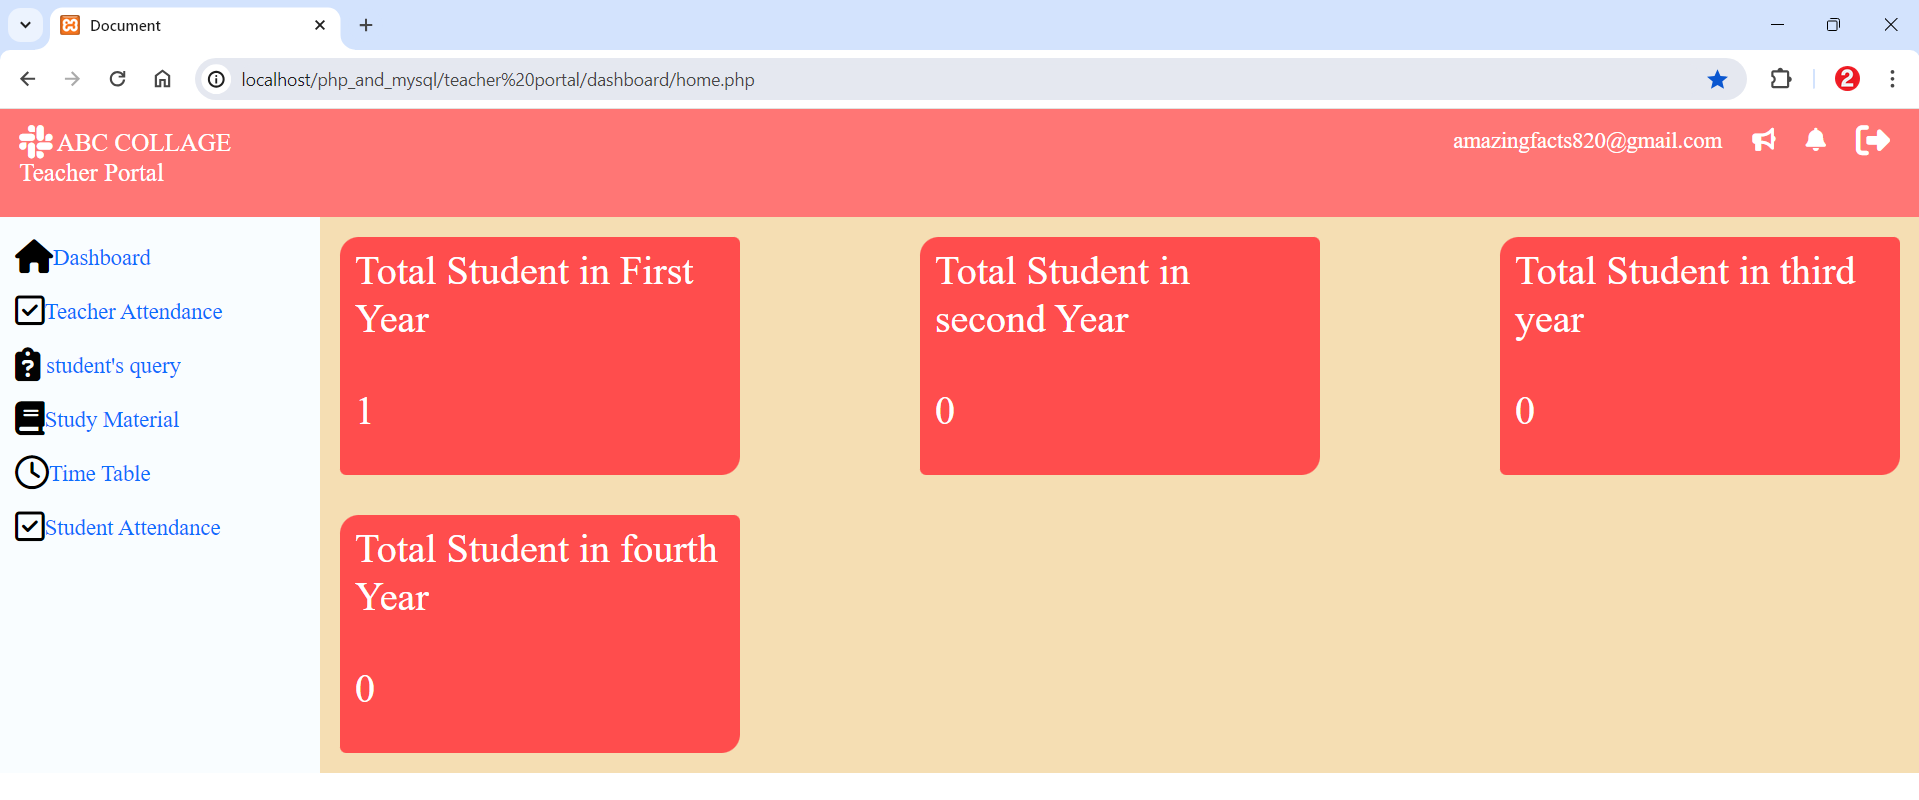 Document
localhost/php_and_mysql/teacher%20portal/dashboard/home.php
2
ABC COLLAGE
Teacher Portal
amazingfacts820@gmail.com
Dashboard
Teacher Attendance
student's query
Study Material
Time Table
Student Attendance
Total Student in First
Year
1
Total Student in
second Year
0
Total Student in third
year
0
Total Student in fourth
Year
0